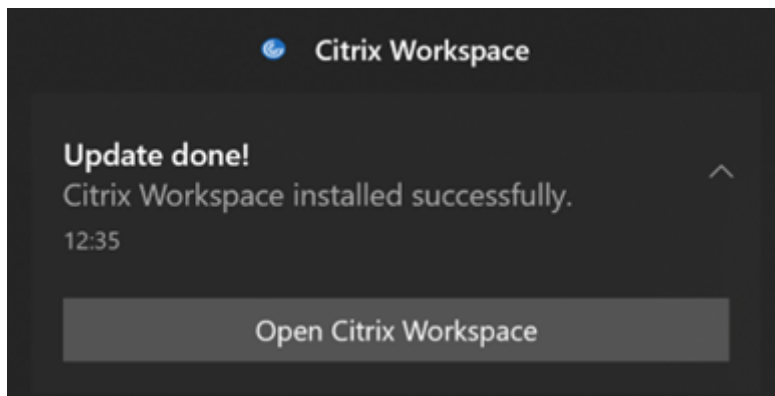 Citrix Workspace
Update done!
Citrix Workspace installed successfully.
12:35
Open Citrix Workspace